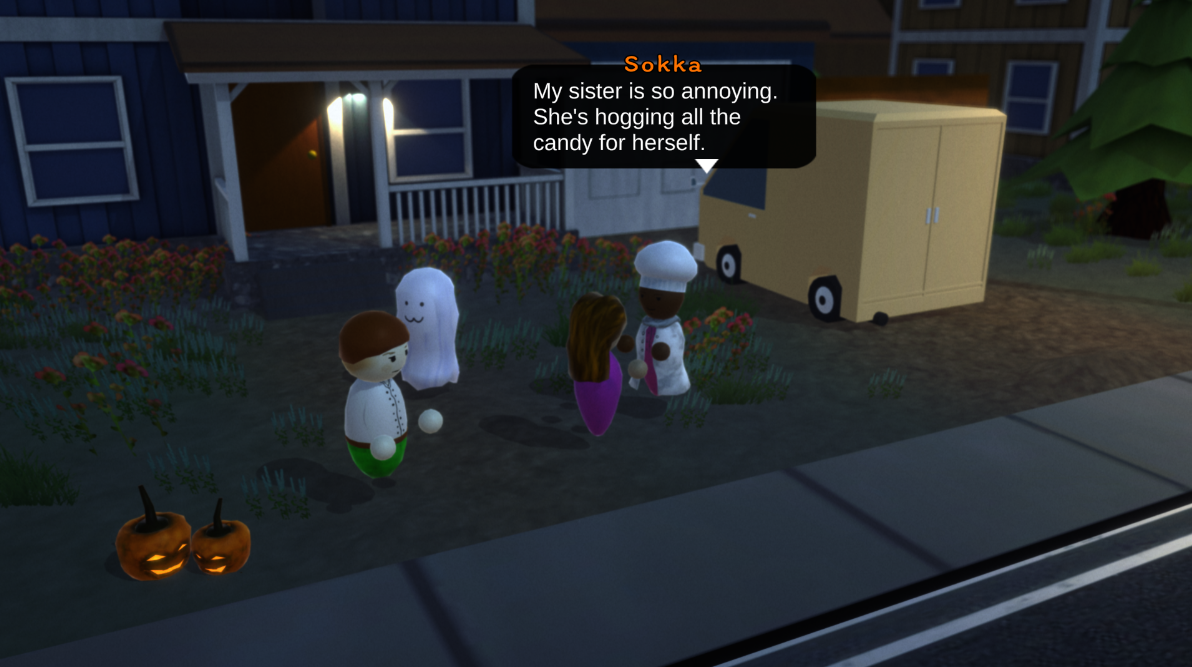 Sokka
My sister is so annoying.
She's hogging all the
candy for herself.